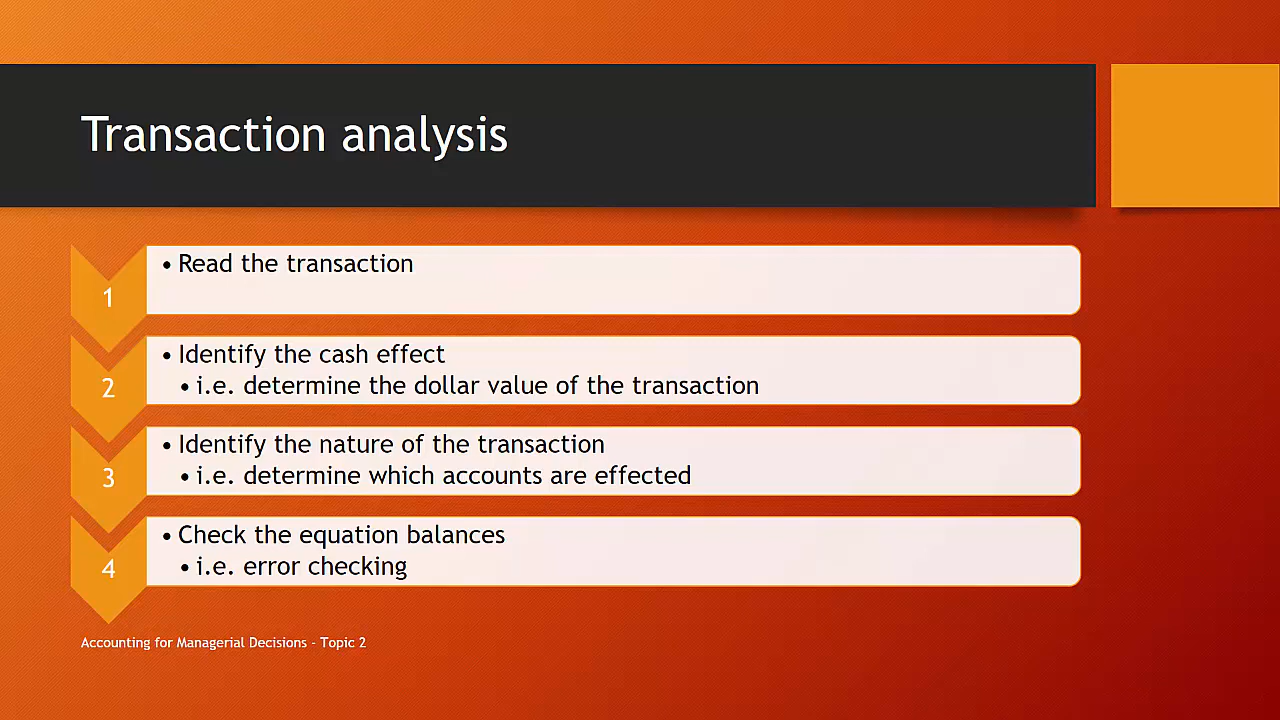 Transaction analysis
1
• Read the transaction
2
• Identify the cash effect
• i.e. determine the dollar value of the transaction
3
• Identify the nature of the transaction
• i.e. determine which accounts are effected
4
• Check the equation balances
• i.e. error checking
Accounting for Managerial Decisions - Topic 2